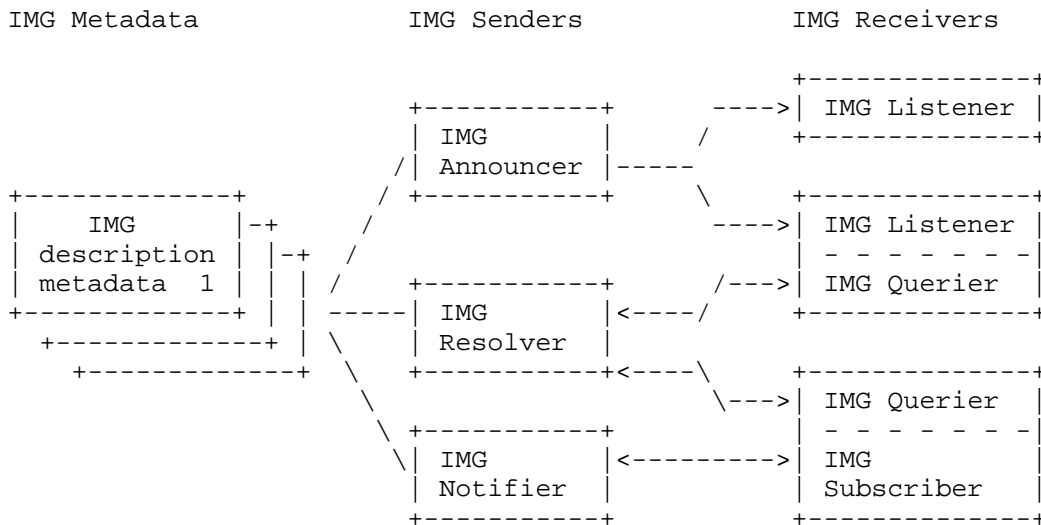 IMG Metadata IMG Senders IMG Receivers
IMG Listener
IMG
Announcer
IMG IMG Listener
description
metadata 1 IMG IMG Querier
Resolver
IMG Querier
IMG IMG
Notifier Subscriber